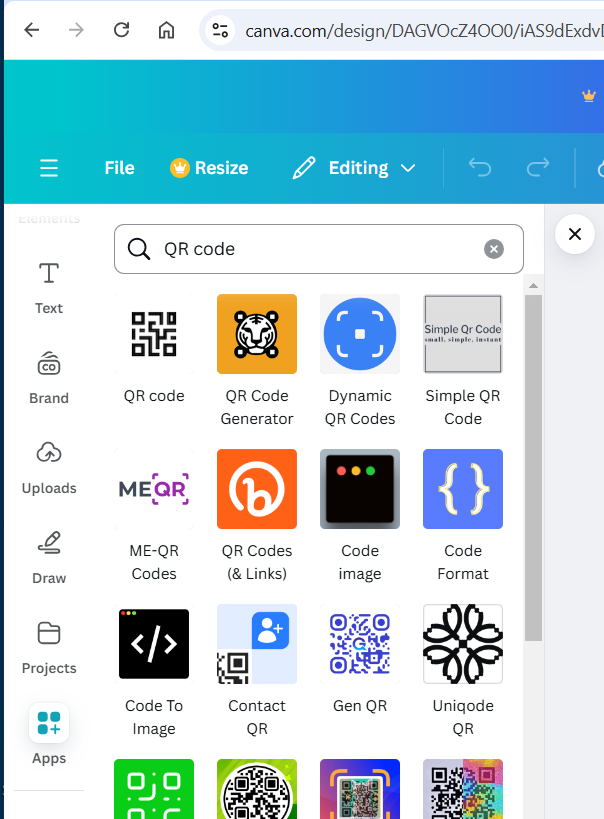 canva.com/design/DAGVOcZ4OO0/iAS9dExdvD
File
Resize
Editing
Elements
QR code
Text
Brand
Uploads
Draw
Projects
Apps
QR code
QR Code
Generator
Dynamic
QR Codes
Simple Qr Code
small, simple, instant
Simple QR
Code
MEQR
ME-QR
Codes
b
QR Codes
(& Links)
Code
image
{ }
Code
Format
</>
Code To
Image
Contact
QR
G
Gen QR
Uniqode
QR